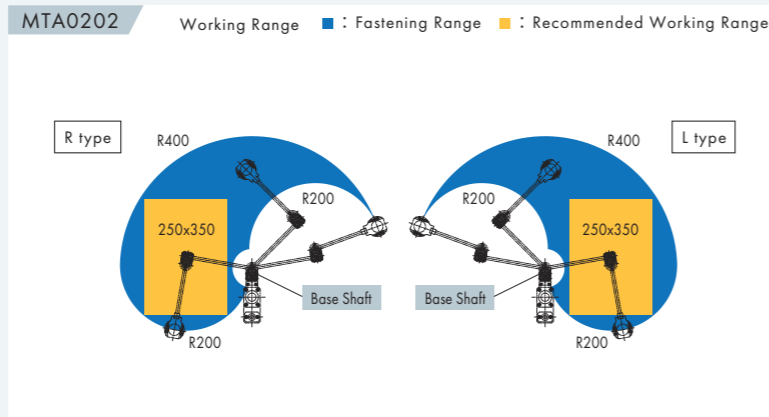 MTA0202
Working Range : Fastening Range : Recommended Working Range
R type
R400
R200
250x350
Base Shaft
R200
L type
R400
R200
250x350
Base Shaft
R200